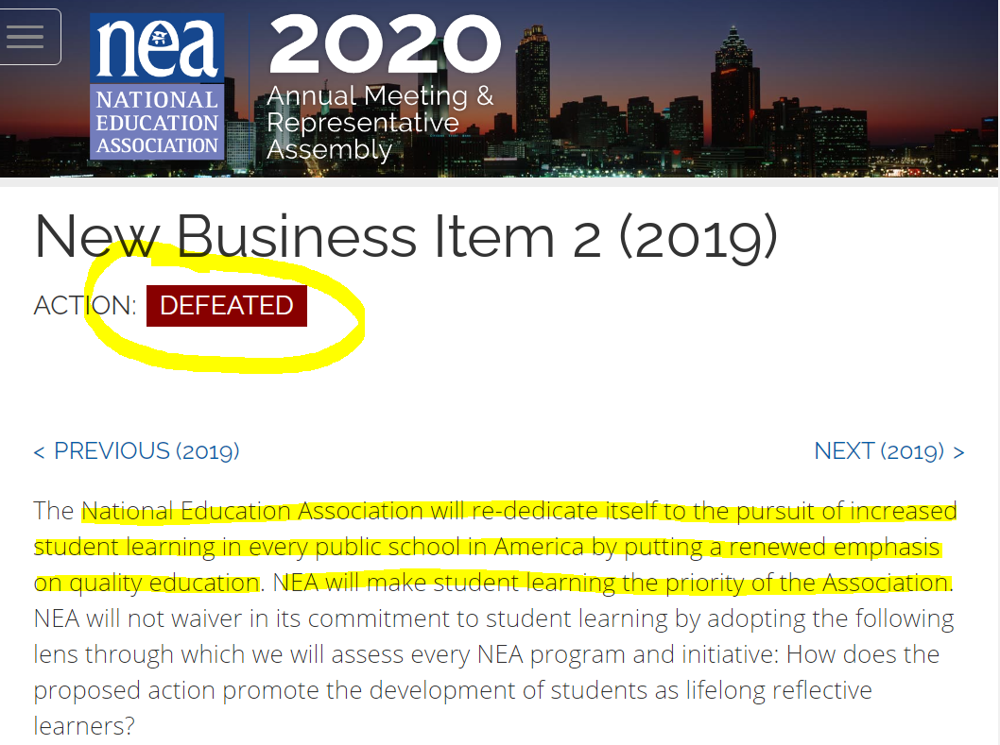 nea
NATIONAL
EDUCATION
ASSOCIATION
2020
Annual Meeting &
Representative
Assembly
New Business Item 2 (2019)
ACTION: DEFEATED
< PREVIOUS (2019)
NEXT (2019) >
The National Education Association will re-dedicate itself to the pursuit of increased
student learning in every public school in America by putting a renewed emphasis
on quality education. NEA will make student learning the priority of the Association.
NEA will not waiver in its commitment to student learning by adopting the following
lens through which we will assess every NEA program and initiative: How does the
proposed action promote the development of students as lifelong reflective
learners?